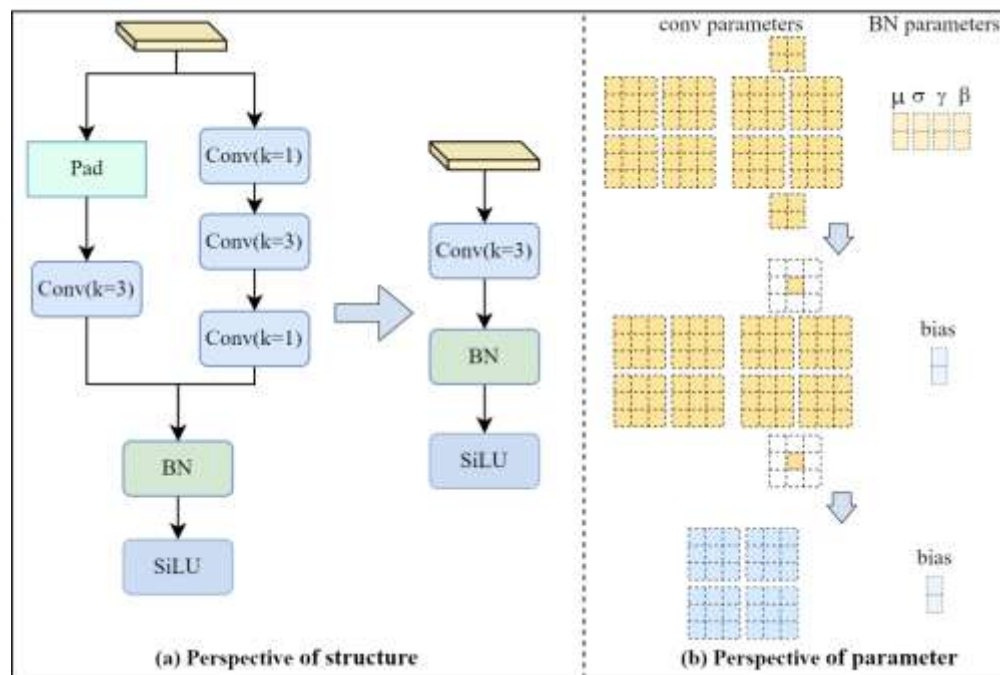 Pad
Conv(k=1)
Conv(k=3)
Conv(k=3)
Conv(k=1)
BN
SiLU
Conv(k=3)
BN
SiLU
(a) Perspective of structure
conv parameters
BN parameters
μ σ γ β
bias
bias
(b) Perspective of parameter